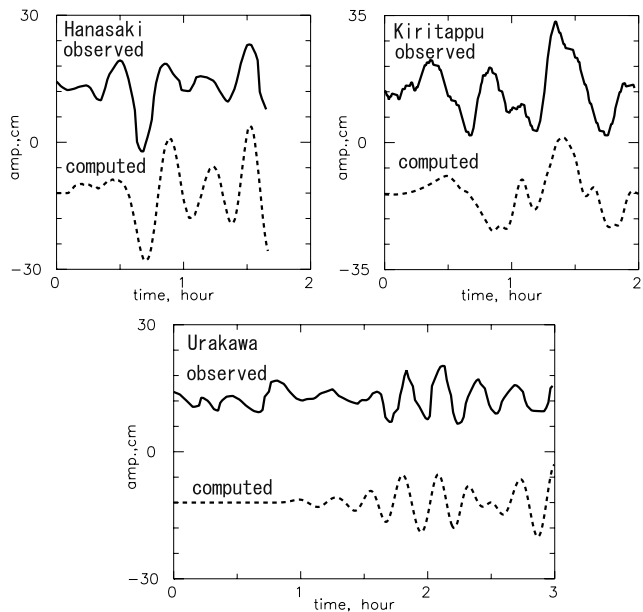 30
Hanasaki
observed
0
amp.,cm
computed
−30
0
1
2
time, hour
35
Kiritappu
observed
0
amp.,cm
computed
−35
0
1
2
time, hour
30
Urakawa
observed
0
amp.,cm
computed
−30
0
1
2
3
time, hour